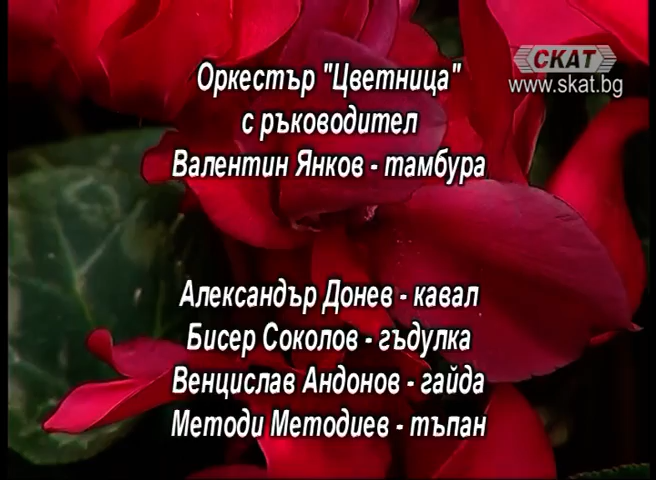 СКАТ
www.skat.bg
Оркестър "Цветница"
с ръководител
Валентин Янков - тамбура
Александър Донев - кавал
Бисер Соколов - гъдулка
Венцислав Андонов - гайда
Методи Методиев - тъпан